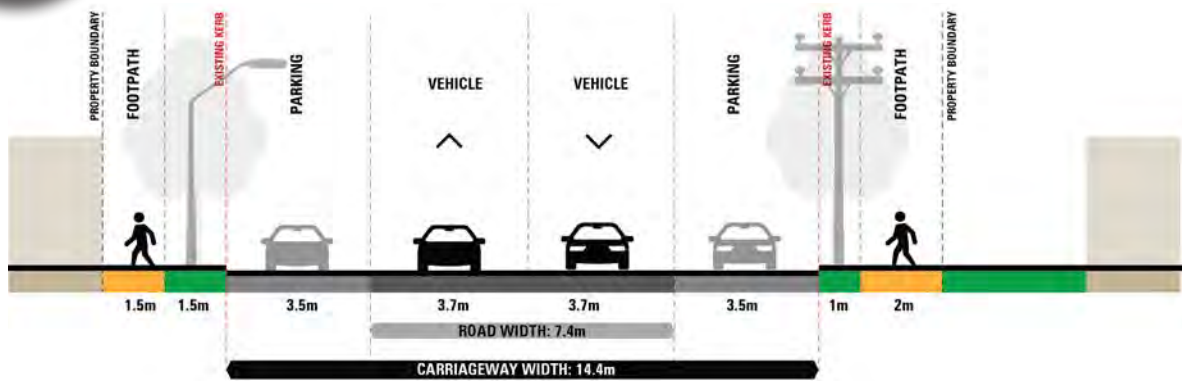 PROPERTY BOUNDARY
FOOTPATH
EXISTING KERB
PARKING
VEHICLE
VEHICLE
PARKING
EXISTING KERB
FOOTPATH
PROPERTY BOUNDARY
1.5m
1.5m
3.5m
3.7m
3.7m
3.5m
1m
2m
ROAD WIDTH: 7.4m
CARRIAGEWAY WIDTH: 14.4m